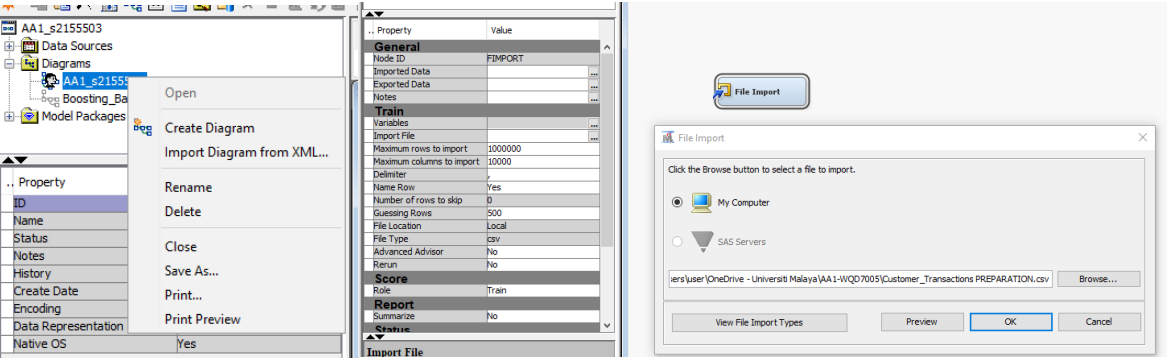 AA1_s2155503
Data Sources
Diagrams
AA1_s2155
Boosting_Ba
Model Packages
Open
Create Diagram
Import Diagram from XML...
Rename
Delete
Close
Save As...
Print...
Print Preview
.. Property
ID
Name
Status
Notes
History
Create Date
Encoding
Data Representation
Native OS Yes
.. Property Value
General
Node ID FIMPORT
Imported Data ...
Exported Data ...
Notes ...
Train
Variables ...
Import File ...
Maximum rows to import 1000000
Maximum columns to import 10000
Delimiter ,
Name Row Yes
Number of rows to skip 0
Guessing Rows 500
File Location Local
File Type csv
Advanced Advisor No
Rerun No
Score
Role Train
Report
Summarize No
Status
Import File
File Import
File Import
Click the Browse button to select a file to import.
My Computer
SAS Servers
iers\user\OneDrive - Universiti Malaya\AA1-WQD7005\Customer_Transactions PREPARATION.csv Browse...
View File Import Types Preview OK Cancel